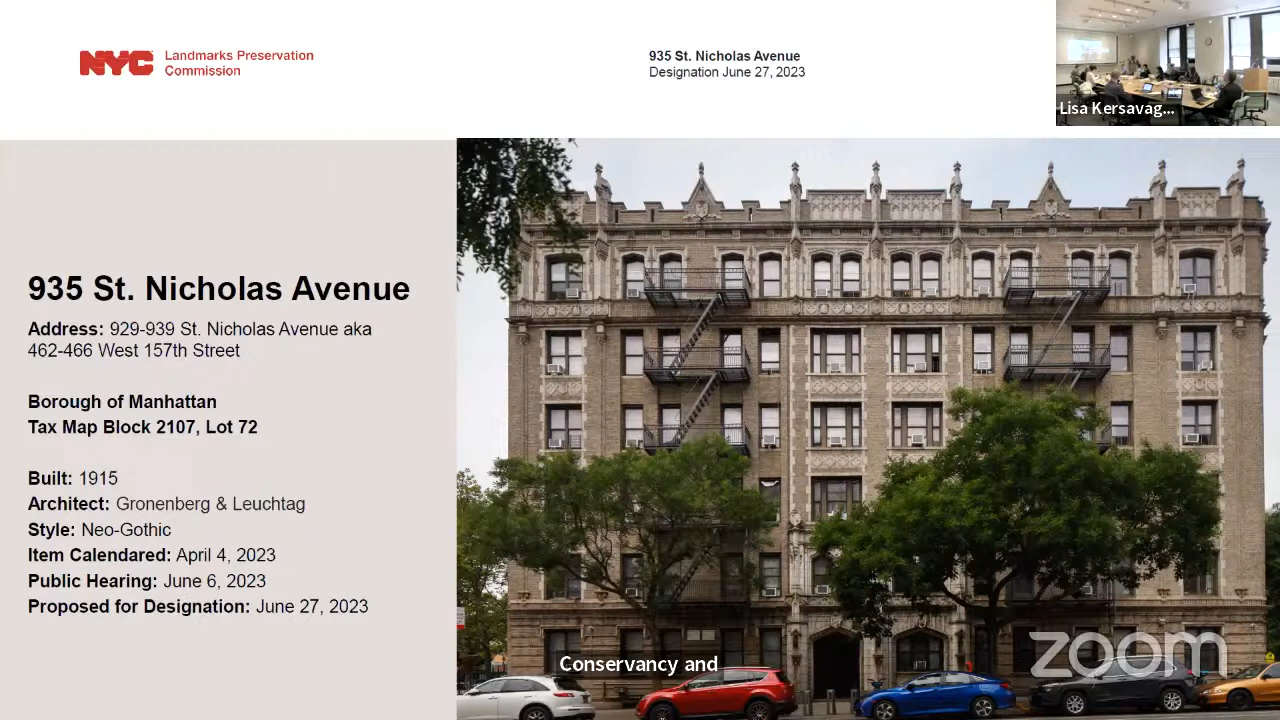 NYC
Landmarks Preservation
Commission
935 St. Nicholas Avenue
Designation June 27, 2023
Lisa Kersavag...
935 St. Nicholas Avenue
Address: 929-939 St. Nicholas Avenue aka
462-466 West 157th Street
Borough of Manhattan
Tax Map Block 2107, Lot 72
Built: 1915
Architect: Gronenberg & Leuchtag
Style: Neo-Gothic
Item Calendared: April 4, 2023
Public Hearing: June 6, 2023
Proposed for Designation: June 27, 2023
Conservancy and
zoom